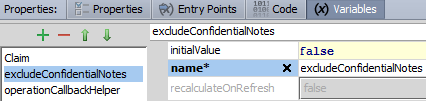 Properties: Properties Entry Points Code Variables
excludeConfidentialNotes
Claim
excludeConfidentialNotes
operationCallbackHelper
initialValue false
name* excludeConfidentialNotes
recalculateOnRefresh false